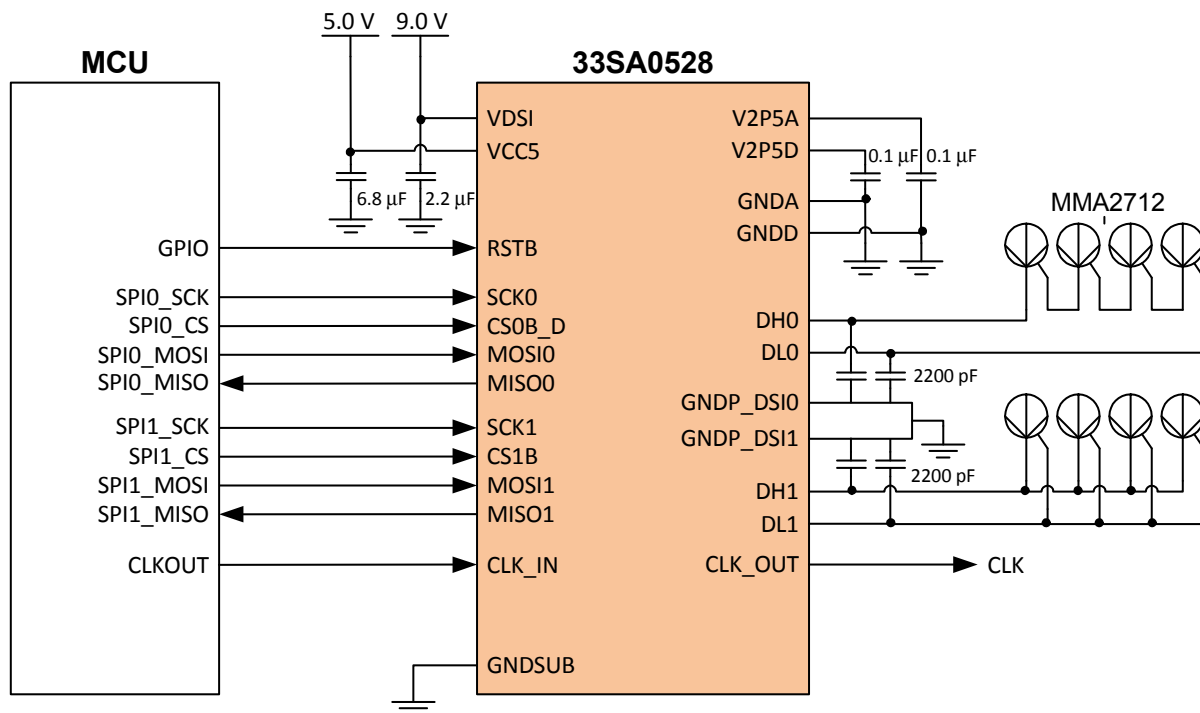 5.0 V 9.0 V
MCU
33SA0528
VDSI
VCC5
6.8 µF 2.2 µF
V2P5A
V2P5D
0.1 µF 0.1 µF
GNDA
GNDD
MMA2712
GPIO
RSTB
SPI0_SCK
SPI0_CS
SPI0_MOSI
SPI0_MISO
SCK0
CS0B_D
MOSI0
MISO0
DH0
DL0
2200 pF
GNDP_DSI0
GNDP_DSI1
2200 pF
SPI1_SCK
SPI1_CS
SPI1_MOSI
SPI1_MISO
SCK1
CS1B
MOSI1
MISO1
DH1
DL1
CLKOUT
CLK_IN
CLK_OUT
CLK
GNDSUB